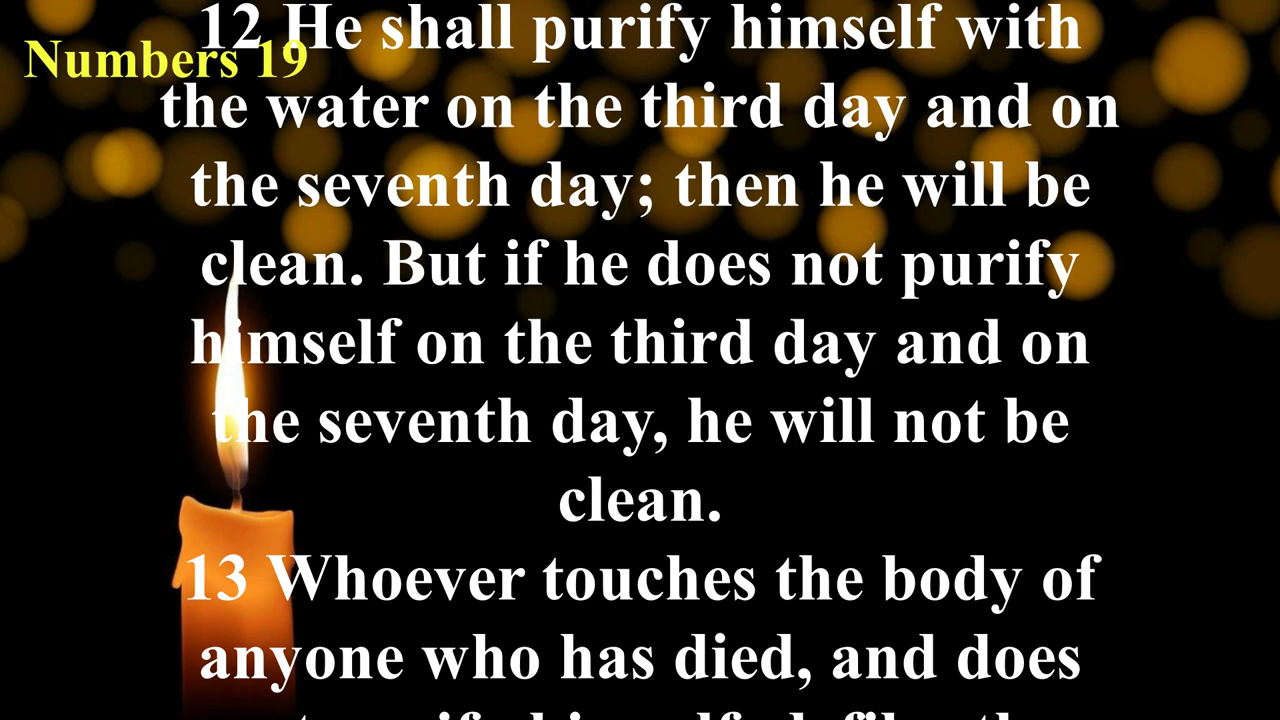 Numbers 19
12 He shall purify himself with
the water on the third day and on
the seventh day; then he will be
clean. But if he does not purify
himself on the third day and on
the seventh day, he will not be
clean.
13 Whoever touches the body of
anyone who has died, and does